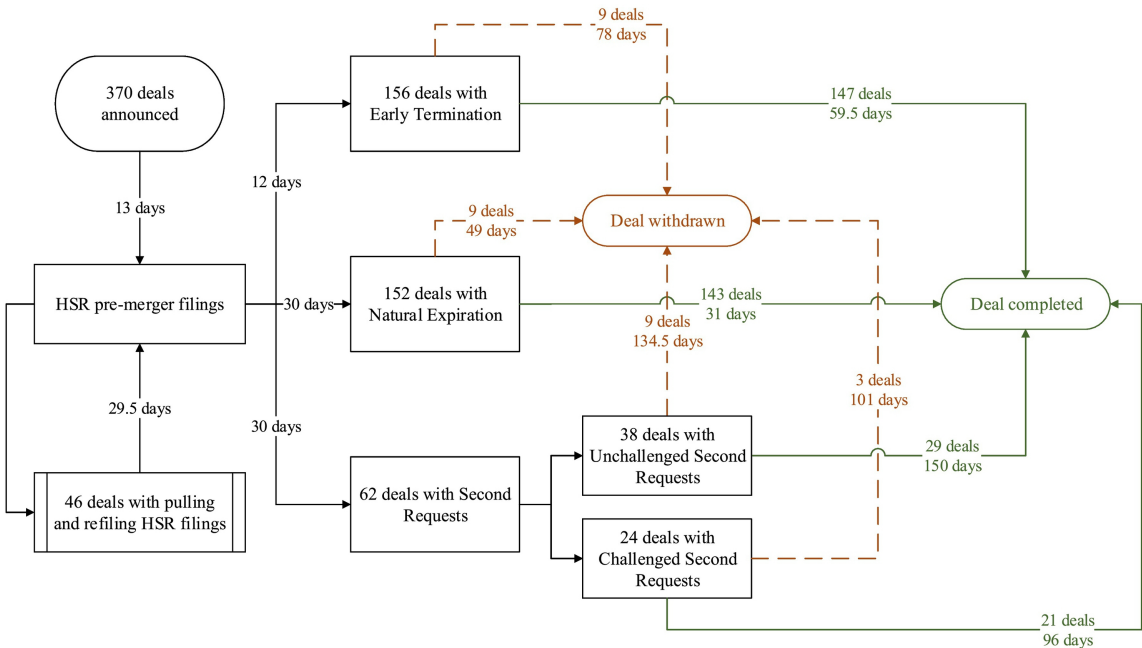 370 deals
announced
13 days
HSR pre-merger filings
29.5 days
46 deals with pulling
and refiling HSR filings
12 days
30 days
30 days
156 deals with
Early Termination
9 deals
78 days
147 deals
59.5 days
152 deals with
Natural Expiration
9 deals
49 days
Deal withdrawn
143 deals
31 days
Deal completed
62 deals with Second
Requests
38 deals with
Unchallenged Second
Requests
9 deals
134.5 days
29 deals
150 days
24 deals with
Challenged Second
Requests
3 deals
101 days
21 deals
96 days